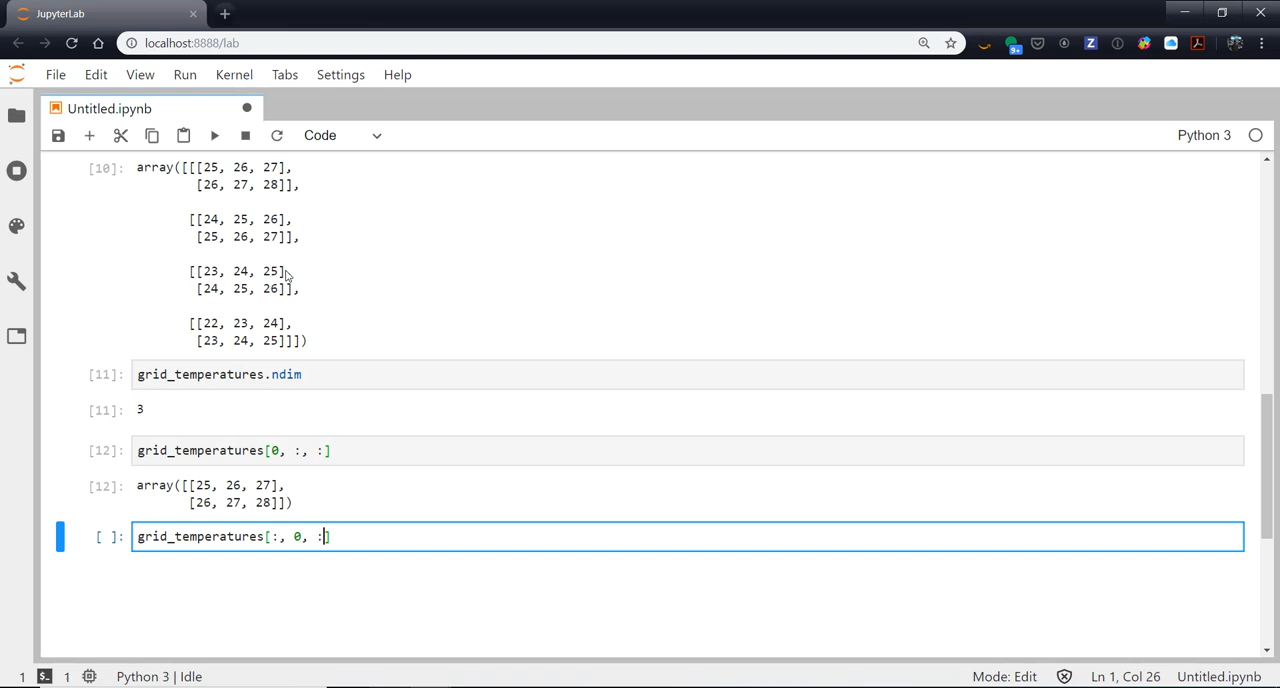 JupyterLab
localhost:8888/lab
9+
Z
File Edit View Run Kernel Tabs Settings Help
Untitled.ipynb
Code
Python 3
[10]: array([[[25, 26, 27],
[26, 27, 28]],
[[24, 25, 26],
[25, 26, 27]],
[[23, 24, 25],
[24, 25, 26]],
[[22, 23, 24],
[23, 24, 25]]])
[11]: grid_temperatures.ndim
[11]: 3
[12]: grid_temperatures[0, :, :]
[12]: array([[25, 26, 27],
[26, 27, 28]])
[ ]: grid_temperatures[:, 0, :]
1 1 Python 3 | Idle Mode: Edit Ln 1, Col 26 Untitled.ipynb